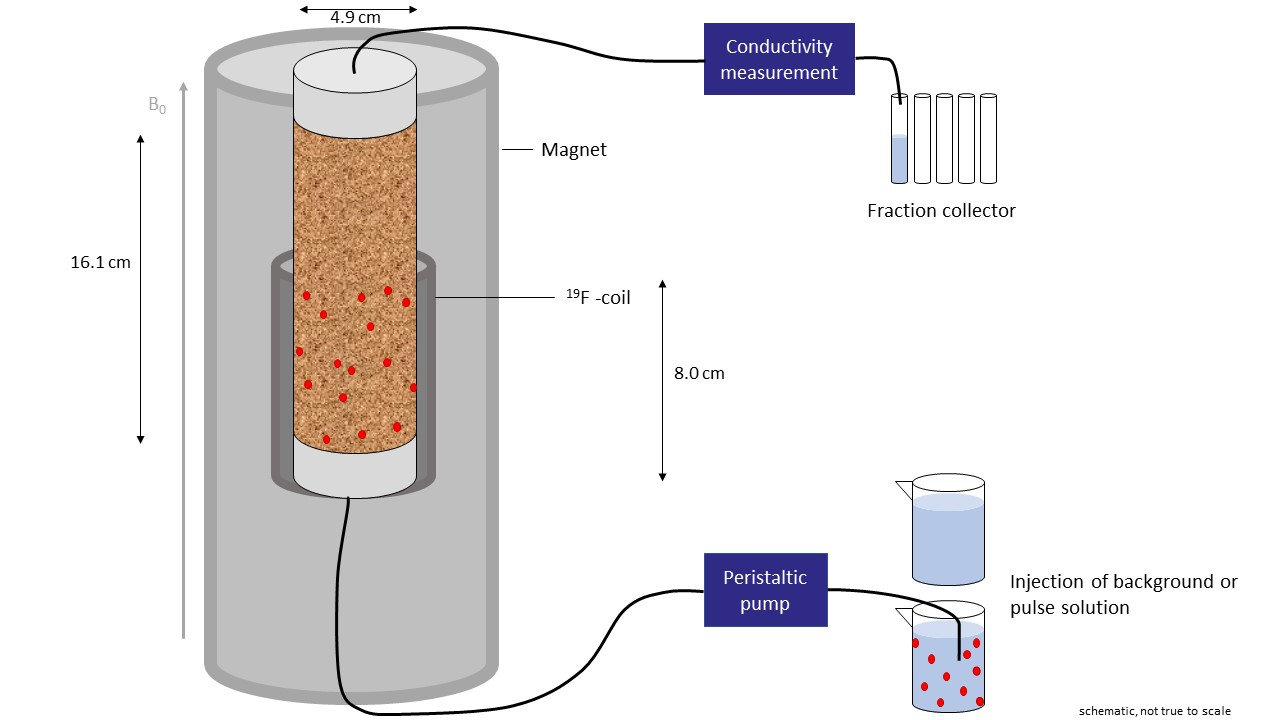 4.9 cm
Conductivity
measurement
B₀
Magnet
Fraction collector
16.1 cm
¹⁹F -coil
8.0 cm
Peristaltic
pump
Injection of background or
pulse solution
schematic, not true to scale